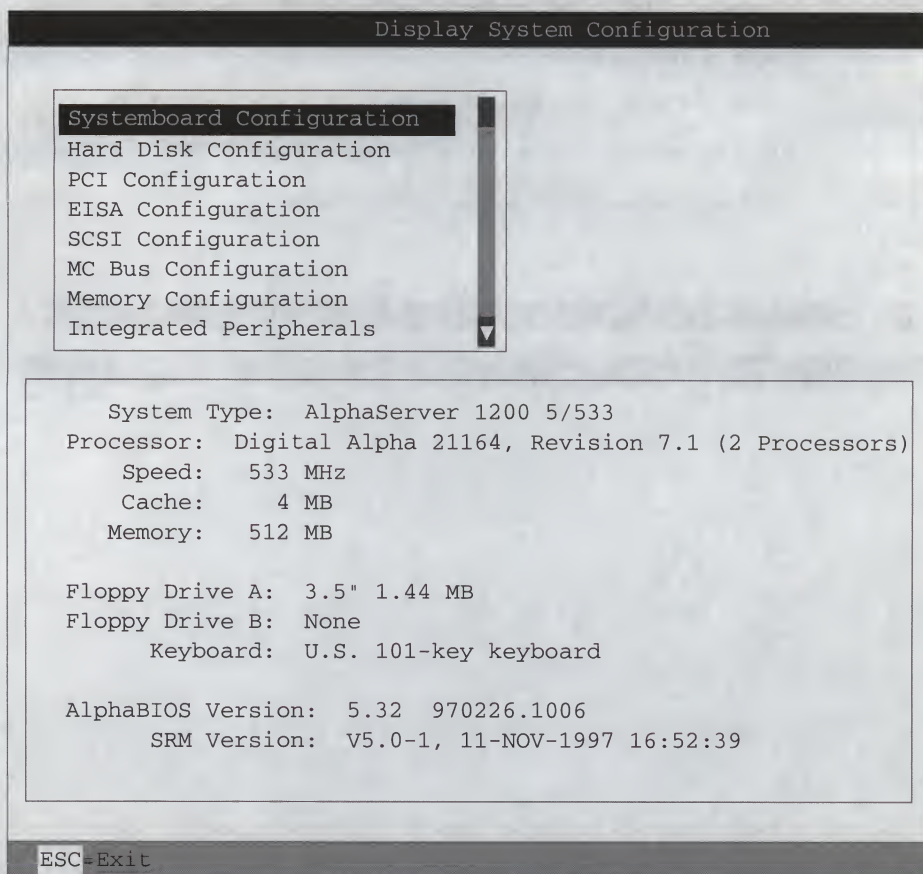 Display System Configuration
Systemboard Configuration
Hard Disk Configuration
PCI Configuration
EISA Configuration
SCSI Configuration
MC Bus Configuration
Memory Configuration
Integrated Peripherals
System Type: AlphaServer 1200 5/533
Processor: Digital Alpha 21164, Revision 7.1 (2 Processors)
Speed: 533 MHz
Cache: 4 MB
Memory: 512 MB
Floppy Drive A: 3.5" 1.44 MB
Floppy Drive B: None
Keyboard: U.S. 101-key keyboard
AlphaBIOS Version: 5.32 970226.1006
SRM Version: V5.0-1, 11-NOV-1997 16:52:39
ESC=Exit